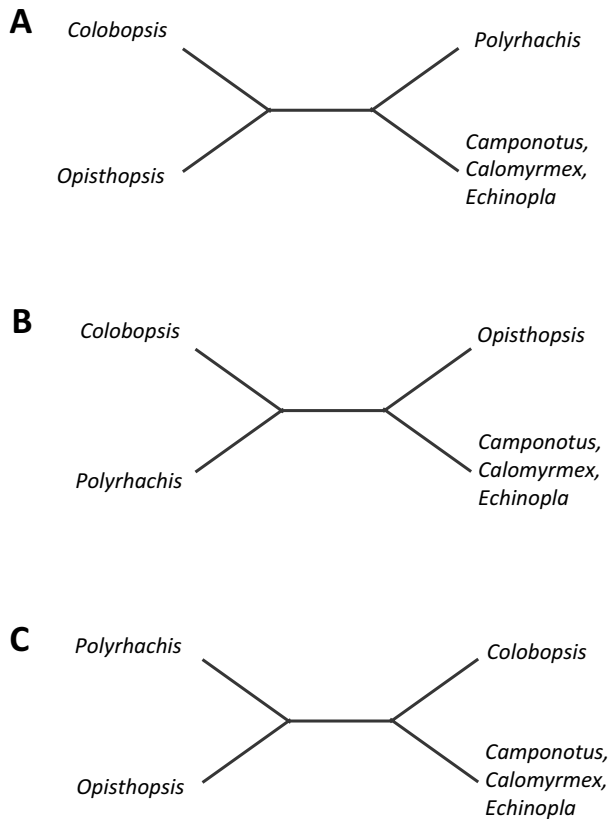 A
Colobopsis
Polyrhachis
Opisthopsis
Camponotus,
Calomyrmex,
Echinopla
B
Colobopsis
Opisthopsis
Polyrhachis
Camponotus,
Calomyrmex,
Echinopla
C
Polyrhachis
Colobopsis
Opisthopsis
Camponotus,
Calomyrmex,
Echinopla